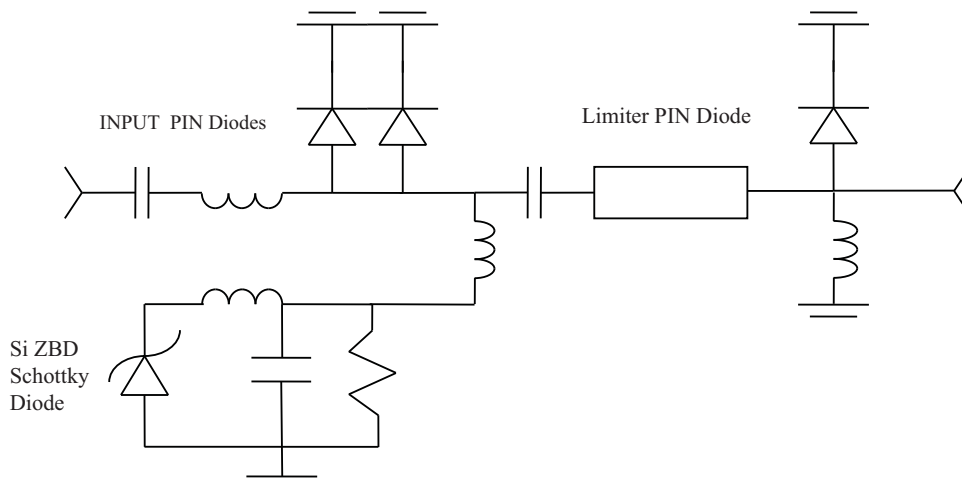 INPUT PIN Diodes
Limiter PIN Diode
Si ZBD
Schottky
Diode